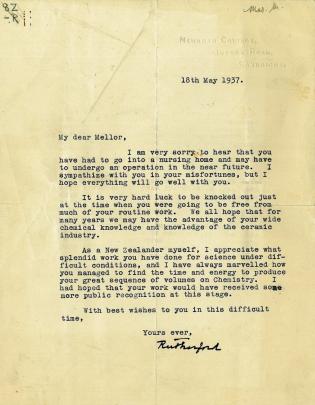 82
-R
Mrs. M.
NEWNHAM COTTAGE,
QUEENS ROAD,
CAMBRIDGE.
18th May 1937.
My dear Mellor,
I am very sorry to hear that you
have had to go into a nursing home and may have
to undergo an operation in the near future. I
sympathize with you in your misfortunes, but I
hope everything will go well with you.
It is very hard luck to be knocked out just
at the time when you were going to be free from
much of your routine work. We all hope that for
many years we may have the advantage of your wide
chemical knowledge and knowledge of the ceramic
industry.
As a New Zealander myself, I appreciate what
splendid work you have done for science under dif-
ficult conditions, and I have always marvelled how
you managed to find the time and energy to produce
your great sequence of volumes on Chemistry. I
had hoped that your work would have received some
more public recognition at this stage.
With best wishes to you in this difficult
time,
Yours ever,
Rutherford